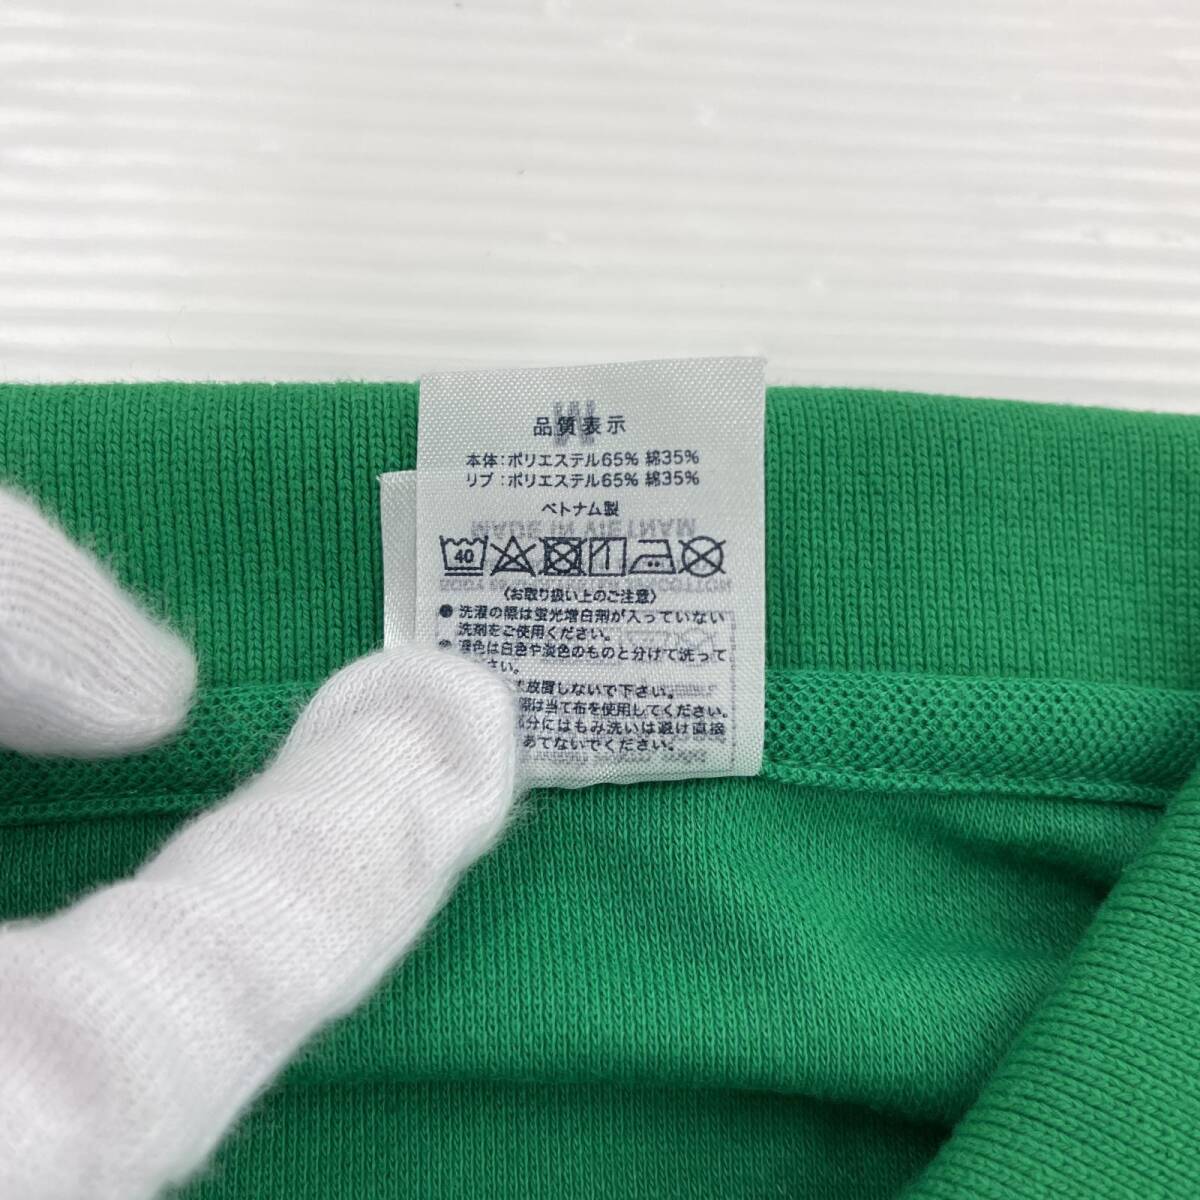 品質表示
本体:ポリエステル65% 綿35%
リブ:ポリエステル65% 綿35%
ベトナム製
MADE IN VIETNAM
40
〈お取り扱い上のご注意〉
●洗濯の際は蛍光増白剤が入っていない
洗剤をご使用ください。
色は白色や淡色のものと分けて洗って
さい。
放置しないで下さい。
際は当て布を使用してください。
分にはもみ洗いは避け直接
あてないでください。